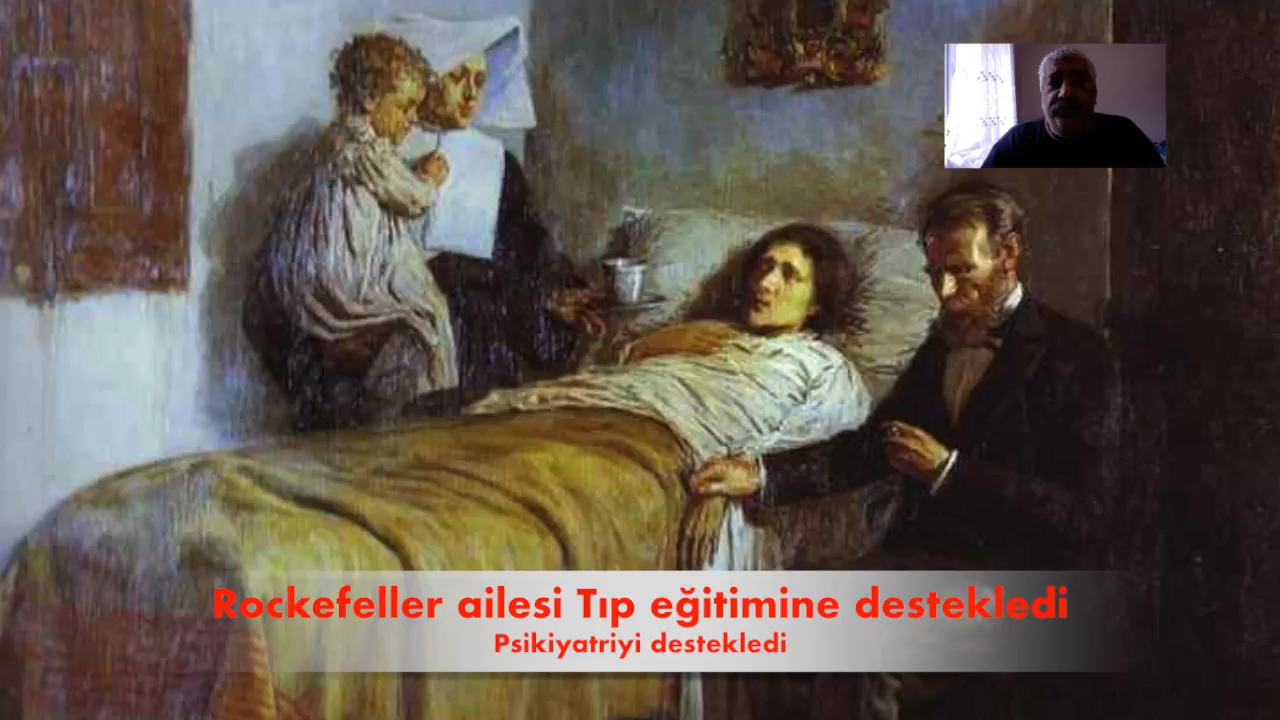 Rockefeller ailesi Tıp eğitimine destekledi
Psikiyatriyi destekledi